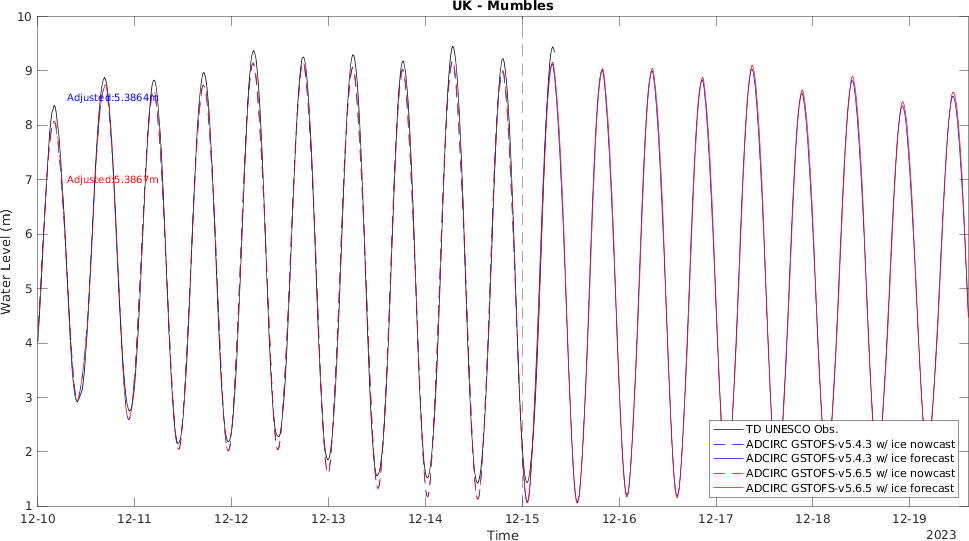 UK - Mumbles
10
9
8
7
6
5
4
3
2
1
Water Level (m)
Adjusted:5.3864m
Adjusted:5.3867m
TD UNESCO Obs.
ADCIRC GSTOFS-v5.4.3 w/ ice nowcast
ADCIRC GSTOFS-v5.4.3 w/ ice forecast
ADCIRC GSTOFS-v5.6.5 w/ ice nowcast
ADCIRC GSTOFS-v5.6.5 w/ ice forecast
12-10 12-11 12-12 12-13 12-14 12-15 12-16 12-17 12-18 12-19
Time
2023